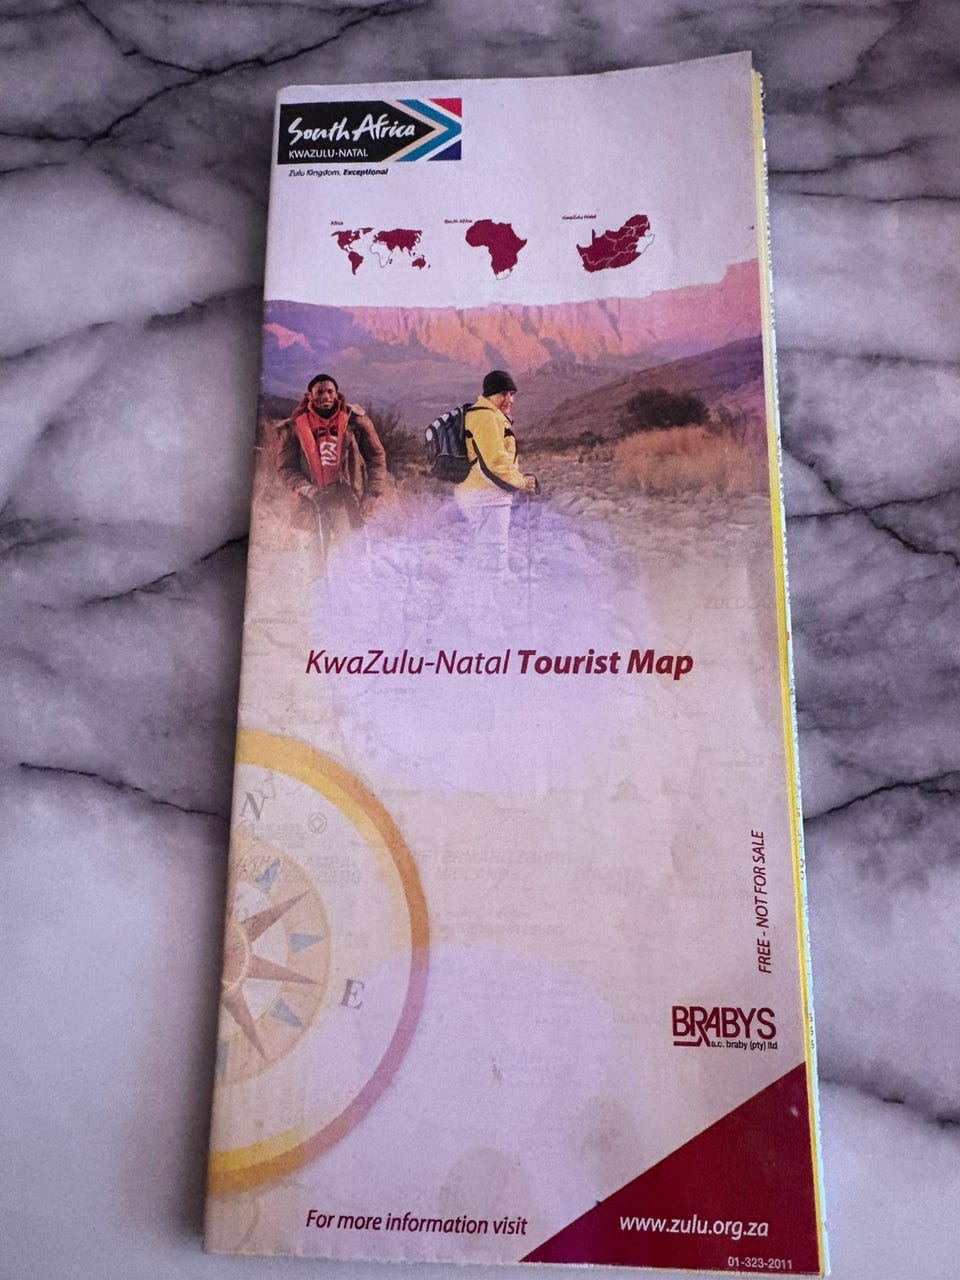 South Africa
KWAZULU-NATAL
Zulu Kingdom. Exceptional
Africa
South Africa
KwaZulu-Natal
KwaZulu-Natal Tourist Map
N
E
FREE - NOT FOR SALE
BRABYS
a.c. braby (pty) ltd
For more information visit
www.zulu.org.za
01-323-2011